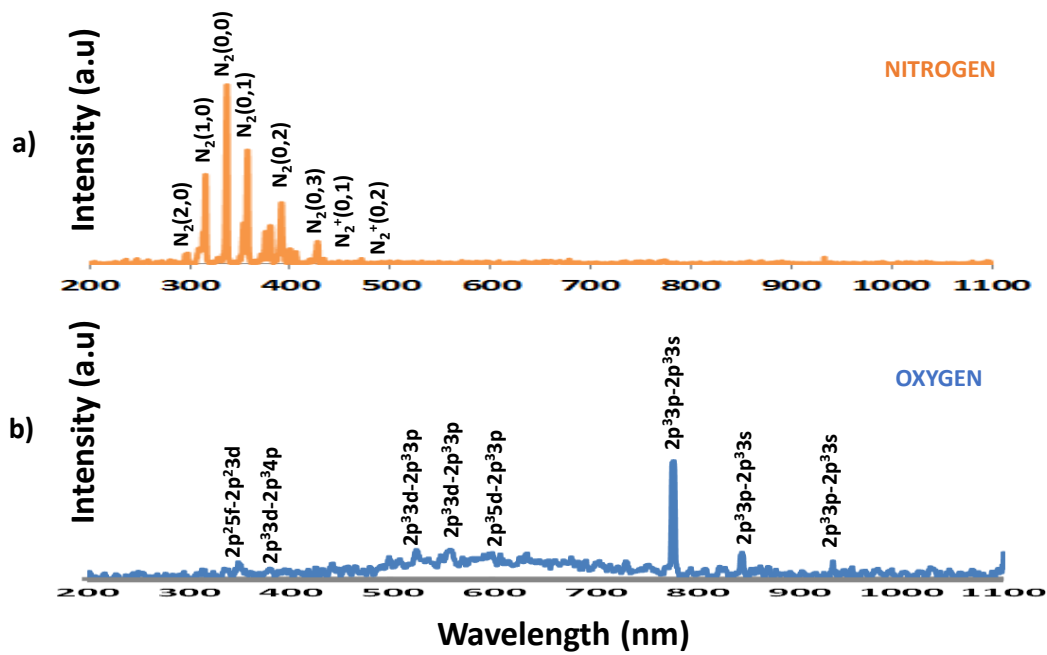 a)
Intensity (a.u)
NITROGEN
N₂(2,0)
N₂(1,0)
N₂(0,0)
N₂(0,1)
N₂(0,2)
N₂(0,3)
N₂⁺(0,1)
N₂⁺(0,2)
200 300 400 500 600 700 800 900 1000 1100
b)
Intensity (a.u)
OXYGEN
2p²5f-2p²3d
2p³3d-2p³4p
2p³3d-2p³3p
2p³3d-2p³3p
2p³5d-2p³3p
2p³3p-2p³3s
2p³3p-2p³3s
2p³3p-2p³3s
200 300 400 500 600 700 800 900 1000 1100
Wavelength (nm)